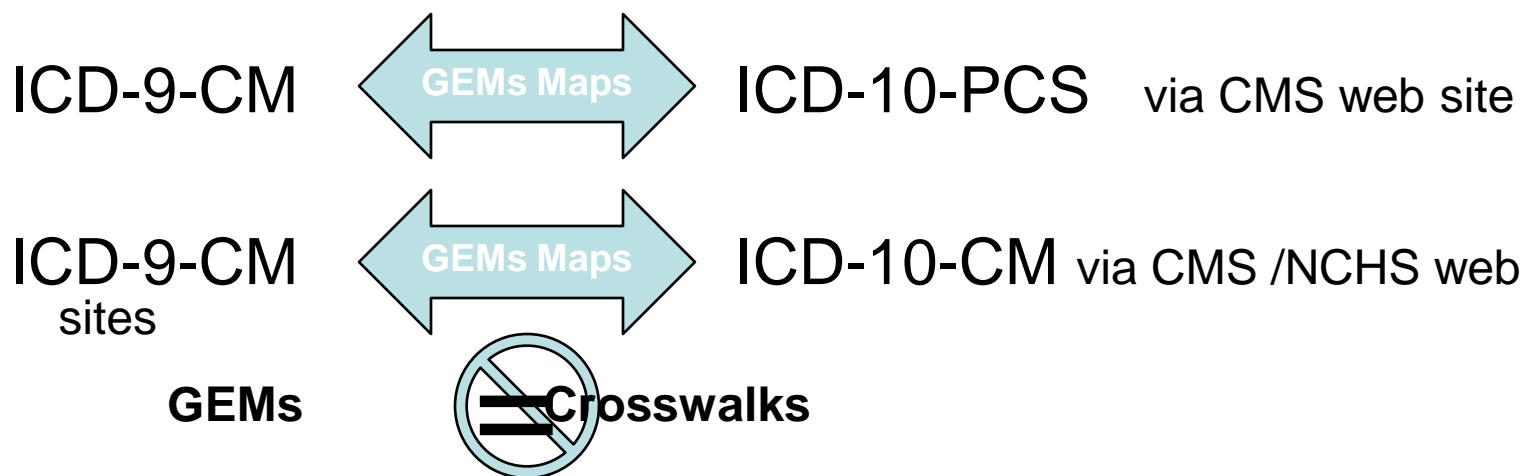 ICD-9-CM GEMs Maps ICD-10-PCS via CMS web site
ICD-9-CM GEMs Maps ICD-10-CM via CMS /NCHS web
sites
GEMs = Crosswalks